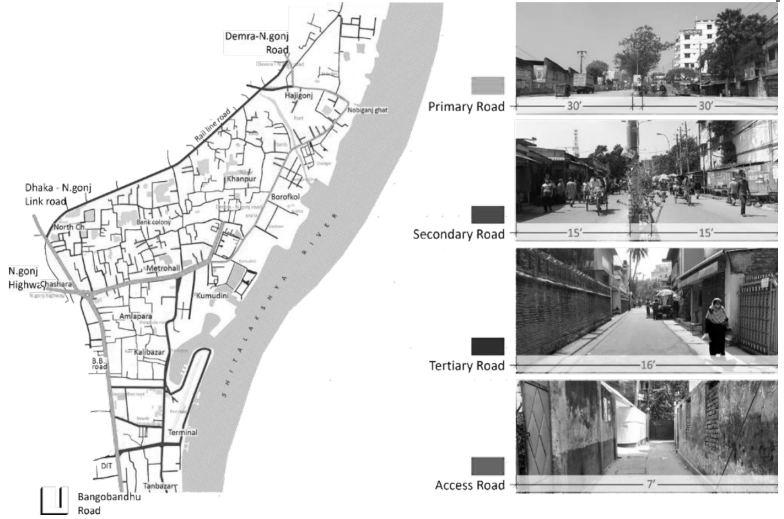 Demra-N.gonj
Road
Hajigonj
Nobiganj ghat
Rail line road
Khanpur
Dhaka - N.gonj
Link road
Borofkol
North Ch.
Bank colony
N.gonj
Highway
Chashara
N.gonj highway
Metrohall
Kumudini
Amlapara
Kalibazar
B.B.
road
SHITALAKSHYA RIVER
Terminal
DIT
Tanbazar
Bangobandhu
Road
Primary Road
30'
30'
Secondary Road
15'
15'
Tertiary Road
16'
Access Road
7'